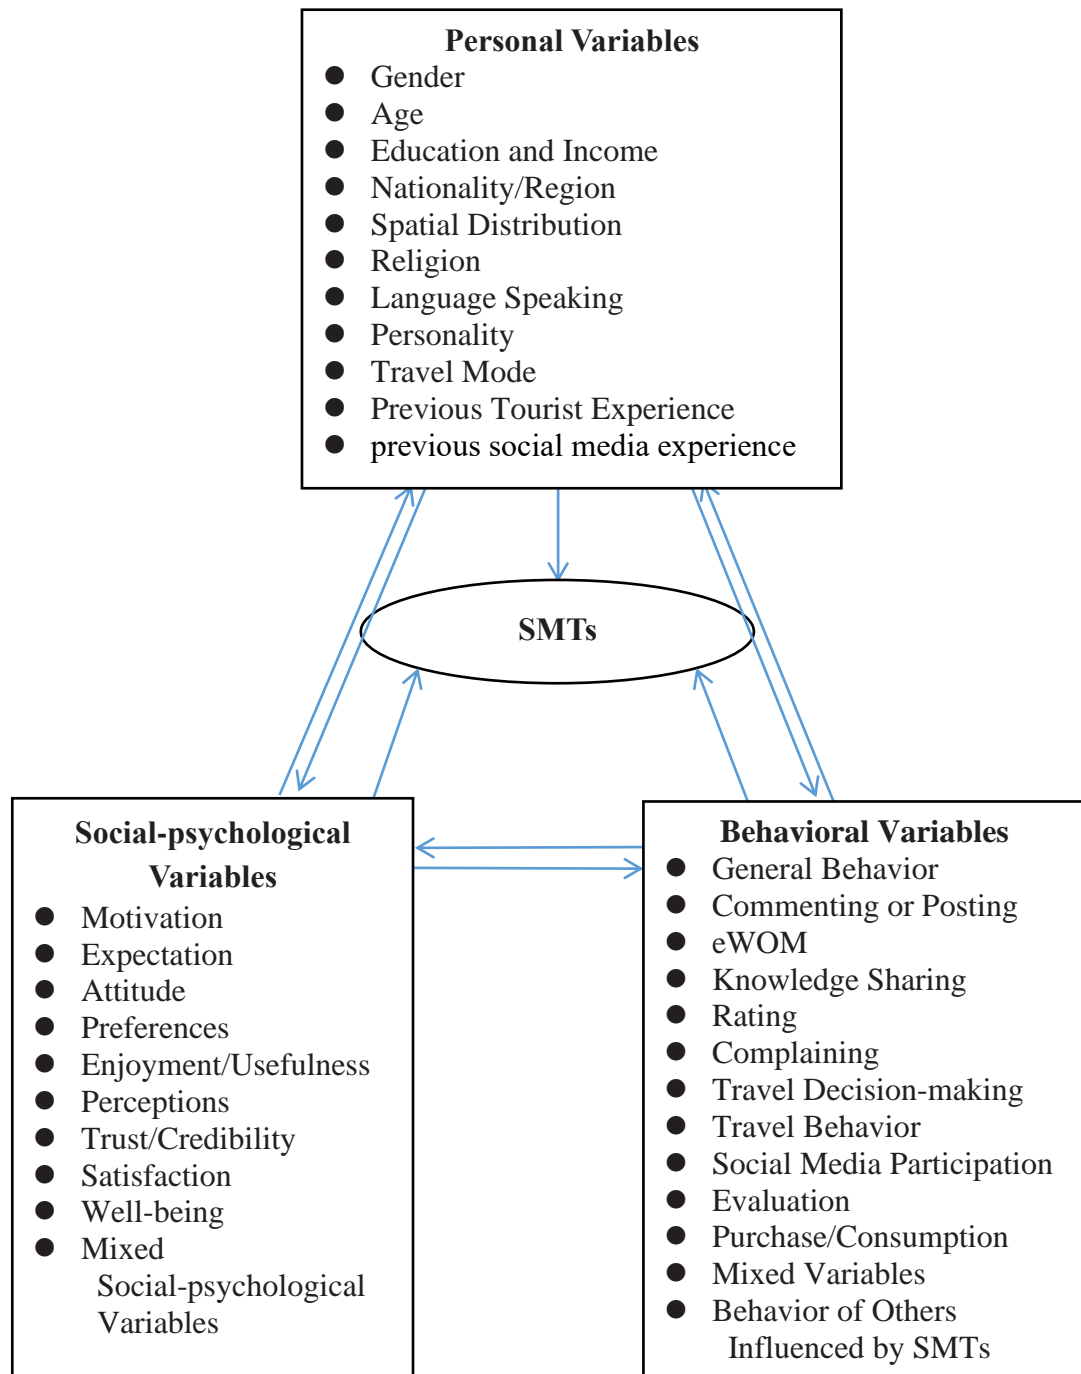 Personal Variables
● Gender
● Age
● Education and Income
● Nationality/Region
● Spatial Distribution
● Religion
● Language Speaking
● Personality
● Travel Mode
● Previous Tourist Experience
● previous social media experience
SMTs
Social-psychological
Variables
● Motivation
● Expectation
● Attitude
● Preferences
● Enjoyment/Usefulness
● Perceptions
● Trust/Credibility
● Satisfaction
● Well-being
● Mixed
Social-psychological
Variables
Behavioral Variables
● General Behavior
● Commenting or Posting
● eWOM
● Knowledge Sharing
● Rating
● Complaining
● Travel Decision-making
● Travel Behavior
● Social Media Participation
● Evaluation
● Purchase/Consumption
● Mixed Variables
● Behavior of Others
Influenced by SMTs